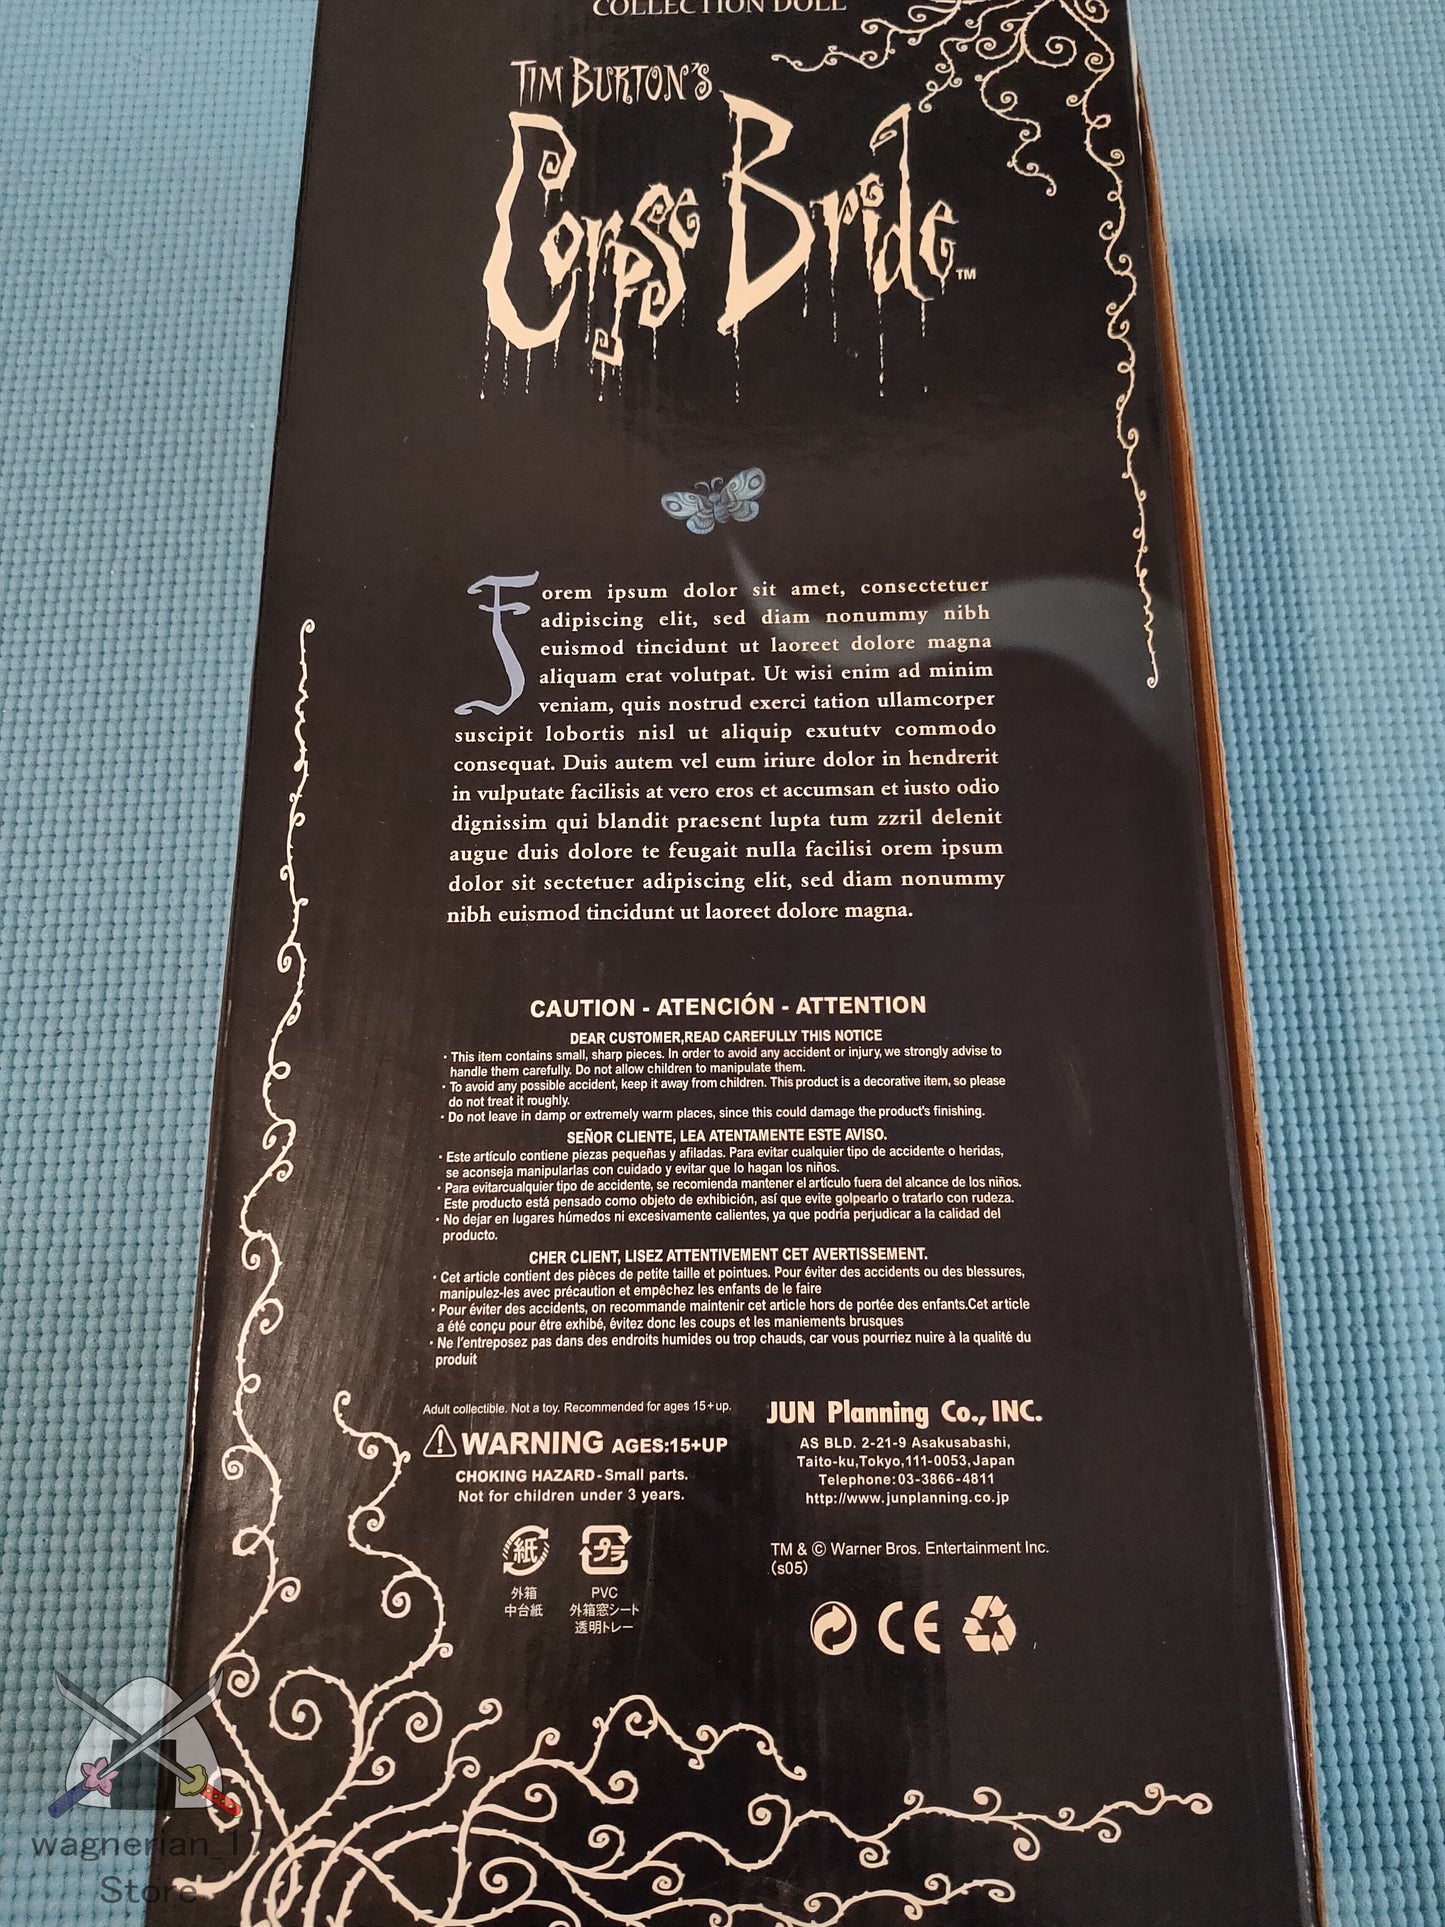 COLLECTION DOLL
TIM BURTON'S
Corpse Bride™
Forem ipsum dolor sit amet, consectetuer
adipiscing elit, sed diam nonummy nibh
euismod tincidunt ut laoreet dolore magna
aliquam erat volutpat. Ut wisi enim ad minim
veniam, quis nostrud exerci tation ullamcorper
suscipit lobortis nisl ut aliquip exututv commodo
consequat. Duis autem vel eum iriure dolor in hendrerit
in vulputate facilisis at vero eros et accumsan et iusto odio
dignissim qui blandit praesent lupta tum zzril delenit
augue duis dolore te feugait nulla facilisi orem ipsum
dolor sit sectetuer adipiscing elit, sed diam nonummy
nibh euismod tincidunt ut laoreet dolore magna.
CAUTION - ATENCIÓN - ATTENTION
DEAR CUSTOMER,READ CAREFULLY THIS NOTICE
・This item contains small, sharp pieces. In order to avoid any accident or injury, we strongly advise to
handle them carefully. Do not allow children to manipulate them.
・To avoid any possible accident, keep it away from children. This product is a decorative item, so please
do not treat it roughly.
・Do not leave in damp or extremely warm places, since this could damage the product's finishing.
SEÑOR CLIENTE, LEA ATENTAMENTE ESTE AVISO.
・Este artículo contiene piezas pequeñas y afiladas. Para evitar cualquier tipo de accidente o heridas,
se aconseja manipularlas con cuidado y evitar que lo hagan los niños.
・Para evitarcualquier tipo de accidente, se recomienda mantener el artículo fuera del alcance de los niños.
Este producto está pensado como objeto de exhibición, así que evite golpearlo o tratarlo con rudeza.
・No dejar en lugares húmedos ni excesivamente calientes, ya que podría perjudicar a la calidad del
producto.
CHER CLIENT, LISEZ ATTENTIVEMENT CET AVERTISSEMENT.
・Cet article contient des pièces de petite taille et pointues. Pour éviter des accidents ou des blessures,
manipulez-les avec précaution et empêchez les enfants de le faire
・Pour éviter des accidents, on recommande maintenir cet article hors de portée des enfants.Cet article
a été conçu pour être exhibé, évitez donc les coups et les maniements brusques
・Ne l'entreposez pas dans des endroits humides ou trop chauds, car vous pourriez nuire à la qualité du
produit
Adult collectible. Not a toy. Recommended for ages 15+up.
WARNING AGES:15+UP
CHOKING HAZARD-Small parts.
Not for children under 3 years.
紙
外箱
中台紙
プラ
PVC
外箱窓シート
透明トレー
JUN Planning Co., INC.
AS BLD. 2-21-9 Asakusabashi,
Taito-ku,Tokyo,111-0053,Japan
Telephone:03-3866-4811
http://www.junplanning.co.jp
TM & © Warner Bros. Entertainment Inc.
(s05)
CE
wagnerian_17
Store